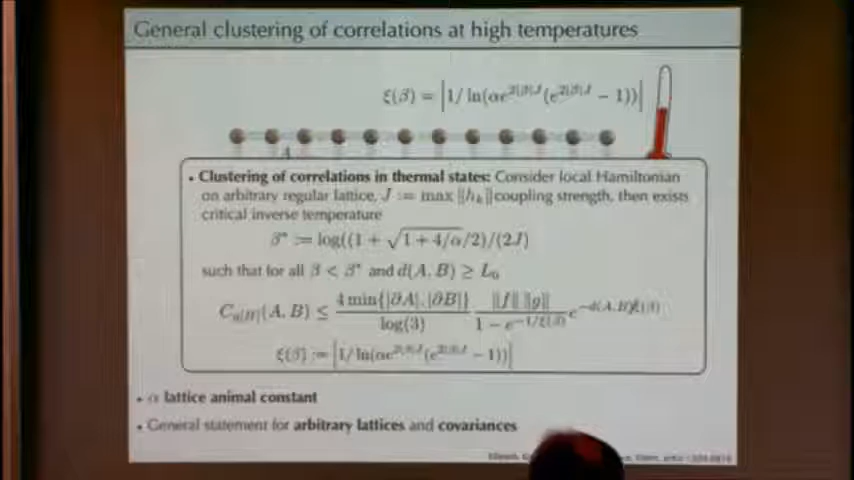 General clustering of correlations at high temperatures
ξ(β) = |1/ ln(αe^{2|β|J}(e^{2|β|J} − 1))|
A
• Clustering of correlations in thermal states: Consider local Hamiltonian
on arbitrary regular lattice, J := max ‖h_k‖ coupling strength, then exists
critical inverse temperature
β* := log((1 + √(1 + 4/α)/2)/(2J)
such that for all β < β* and d(A, B) ≥ L₀
(A, B) ≤ 4 min{|∂A|, |∂B|} / log(3) ‖f‖ ‖g‖ / 1 − e^{−1/ξ(β)} e^{−d(A,B)/ξ(β)}
ξ(β) := |1/ ln(αe^{2|β|J}(e^{2|β|J} − 1))|
• α lattice animal constant
• General statement for arbitrary lattices and covariances